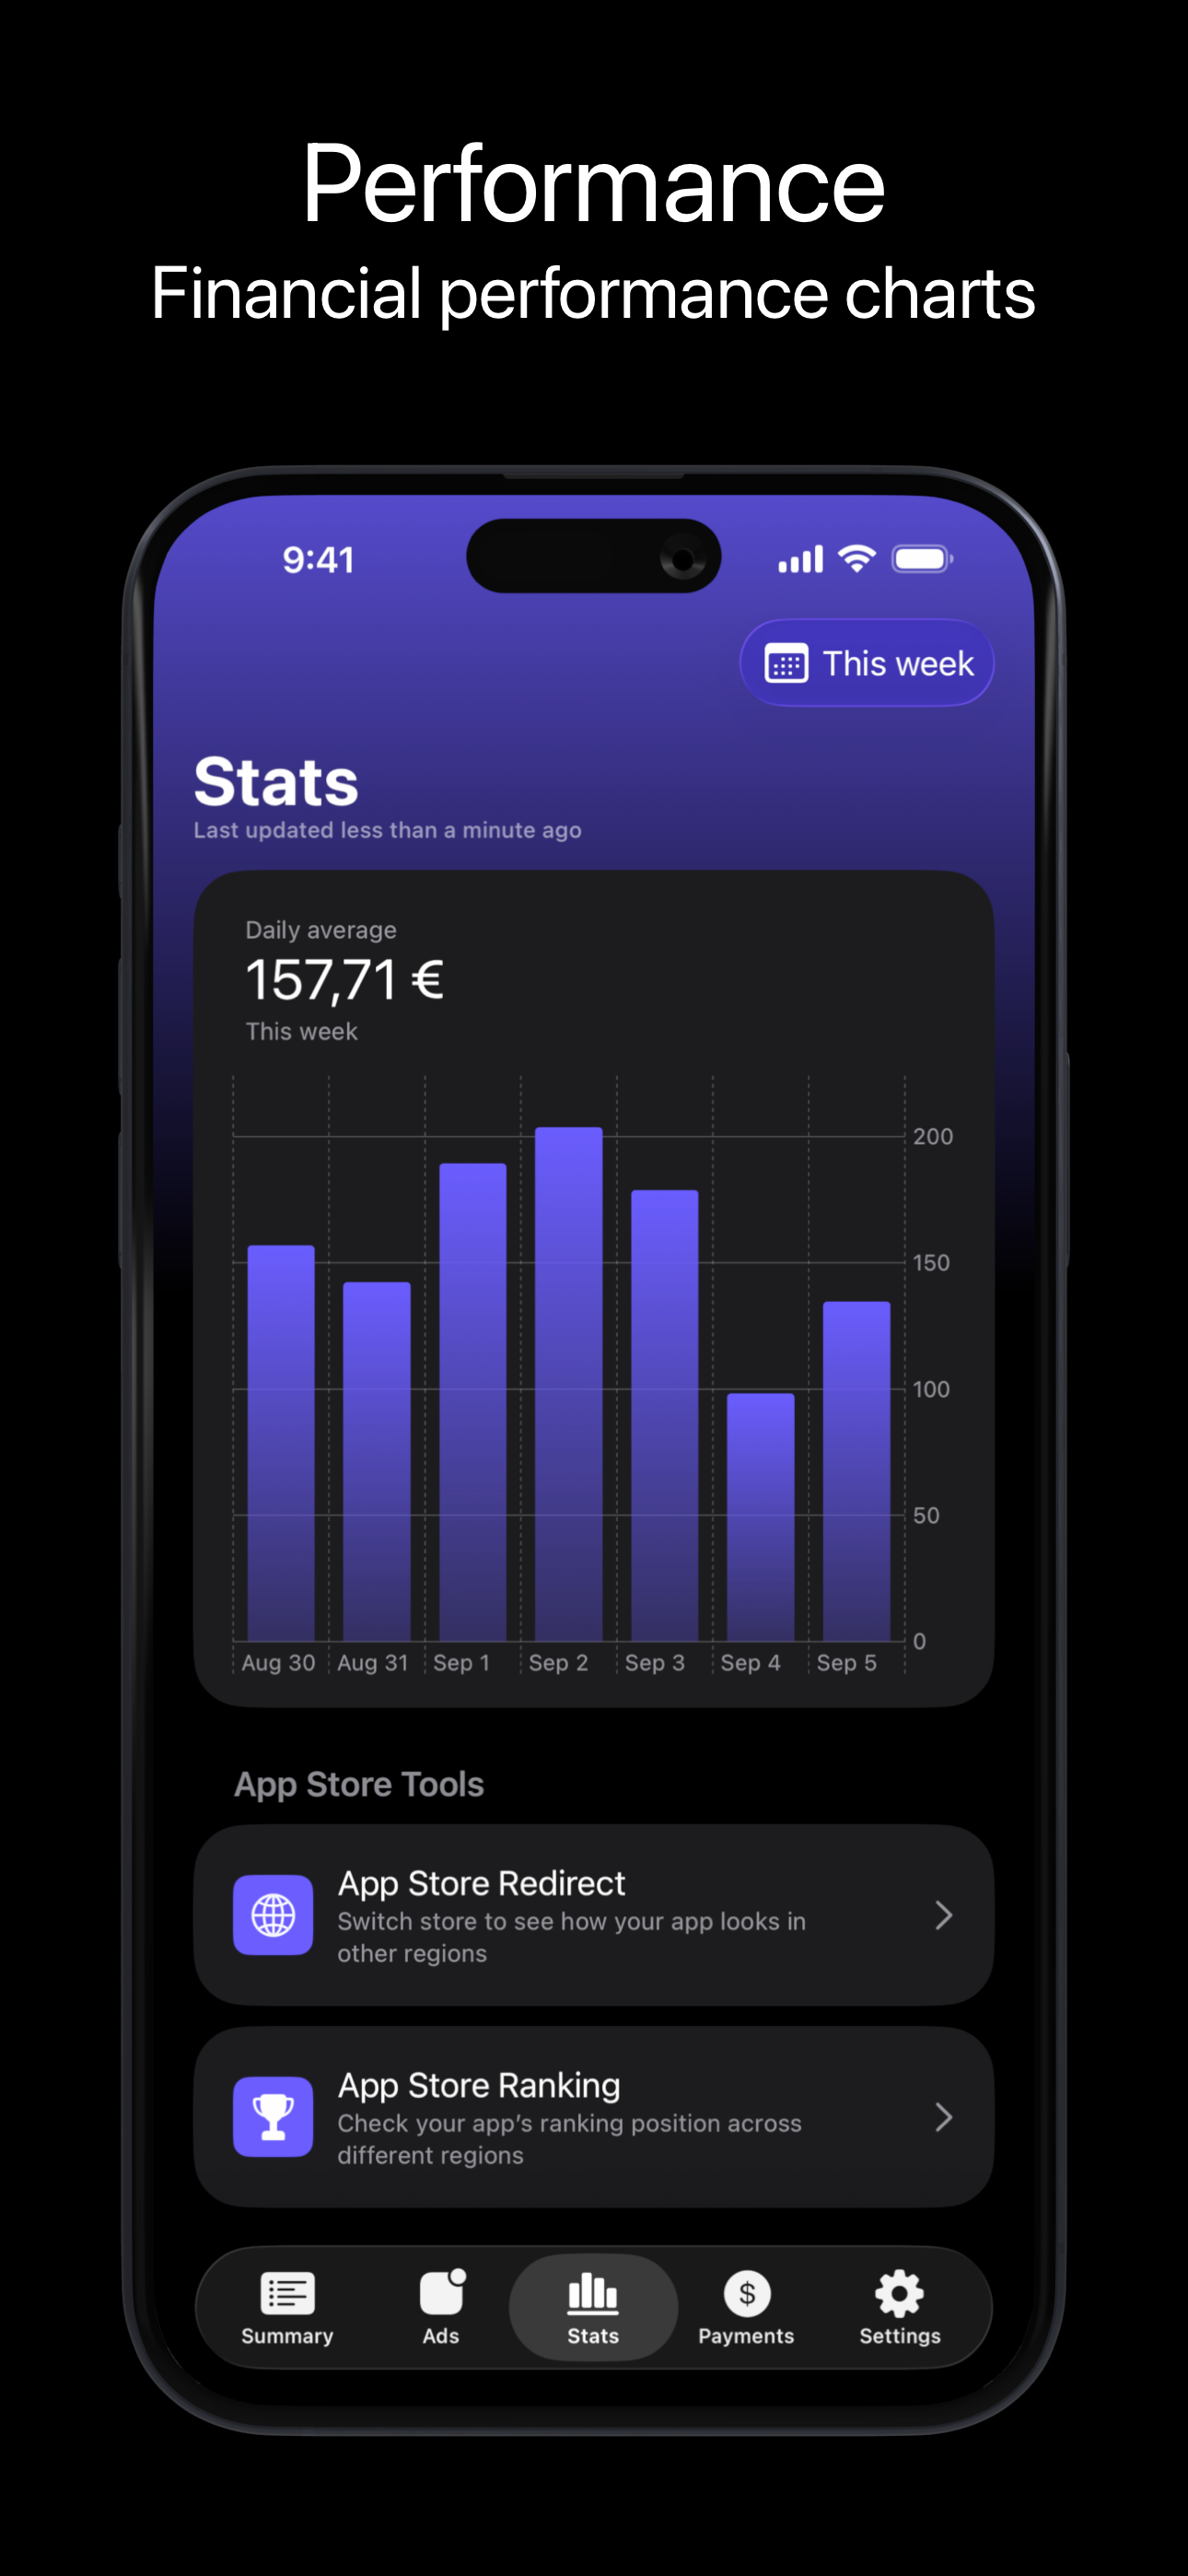 Performance
Financial performance charts
9:41
This week
Stats
Last updated less than a minute ago
Daily average
157,71 €
This week
200
150
100
50
0
Aug 30 Aug 31 Sep 1 Sep 2 Sep 3 Sep 4 Sep 5
App Store Tools
App Store Redirect
Switch store to see how your app looks in
other regions
App Store Ranking
Check your app’s ranking position across
different regions
$
Summary Ads Stats Payments Settings